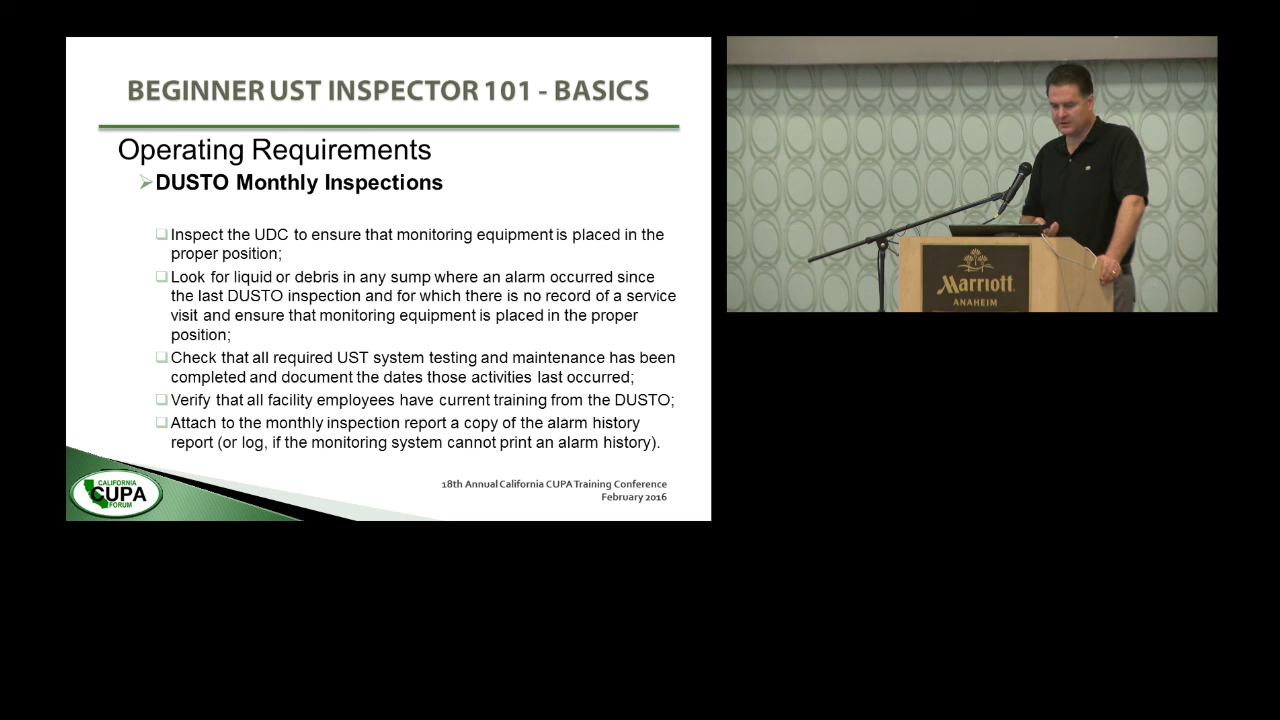 BEGINNER UST INSPECTOR 101 - BASICS
Operating Requirements
DUSTO Monthly Inspections
Inspect the UDC to ensure that monitoring equipment is placed in the
proper position;
Look for liquid or debris in any sump where an alarm occurred since
the last DUSTO inspection and for which there is no record of a service
visit and ensure that monitoring equipment is placed in the proper
position;
Check that all required UST system testing and maintenance has been
completed and document the dates those activities last occurred;
Verify that all facility employees have current training from the DUSTO;
Attach to the monthly inspection report a copy of the alarm history
report (or log, if the monitoring system cannot print an alarm history).
CALIFORNIA
CUPA
FORUM
18th Annual California CUPA Training Conference
February 2016
Marriott
ANAHEIM